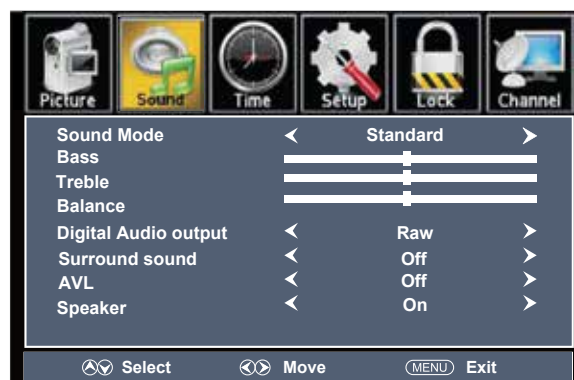 Picture Sound Time Setup Lock Channel
Sound Mode Standard
Bass
Treble
Balance
Digital Audio output Raw
Surround sound Off
AVL Off
Speaker On
Select Move MENU Exit